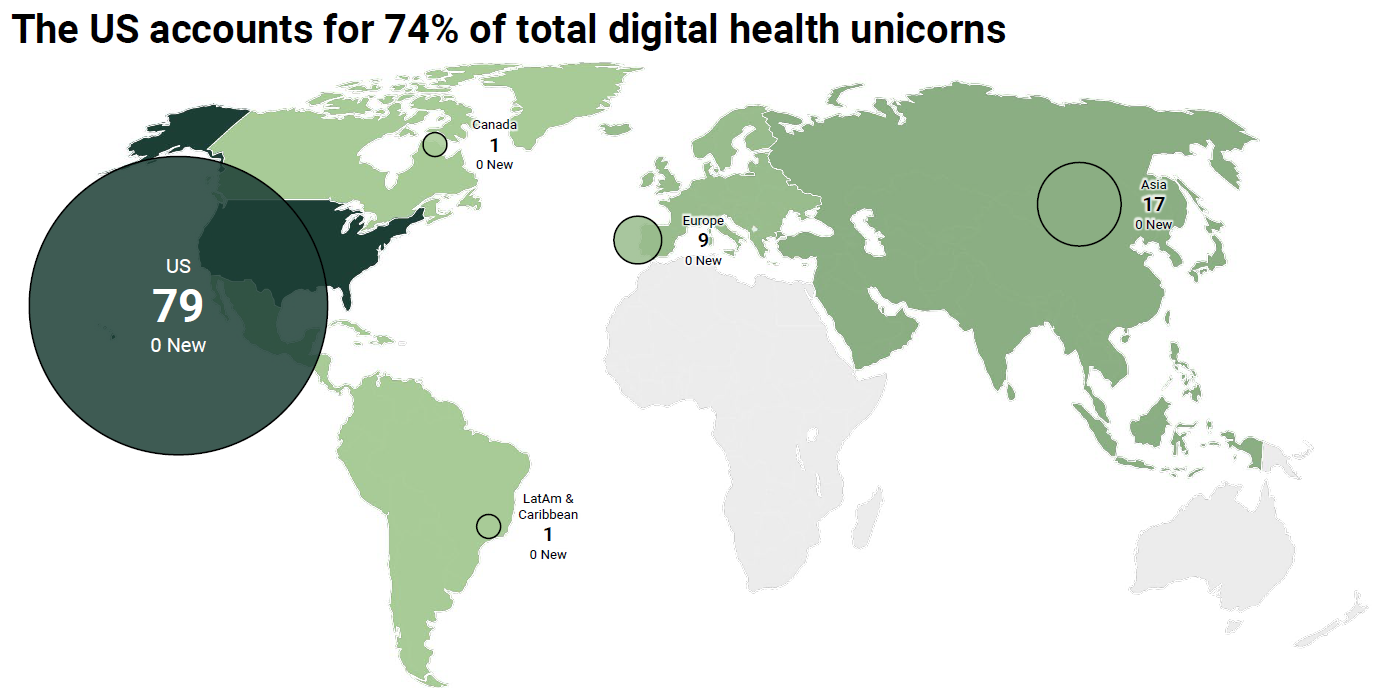 The US accounts for 74% of total digital health unicorns
Canada
1
0 New
US
79
0 New
Europe
9
0 New
Asia
17
0 New
LatAm &
Caribbean
1
0 New